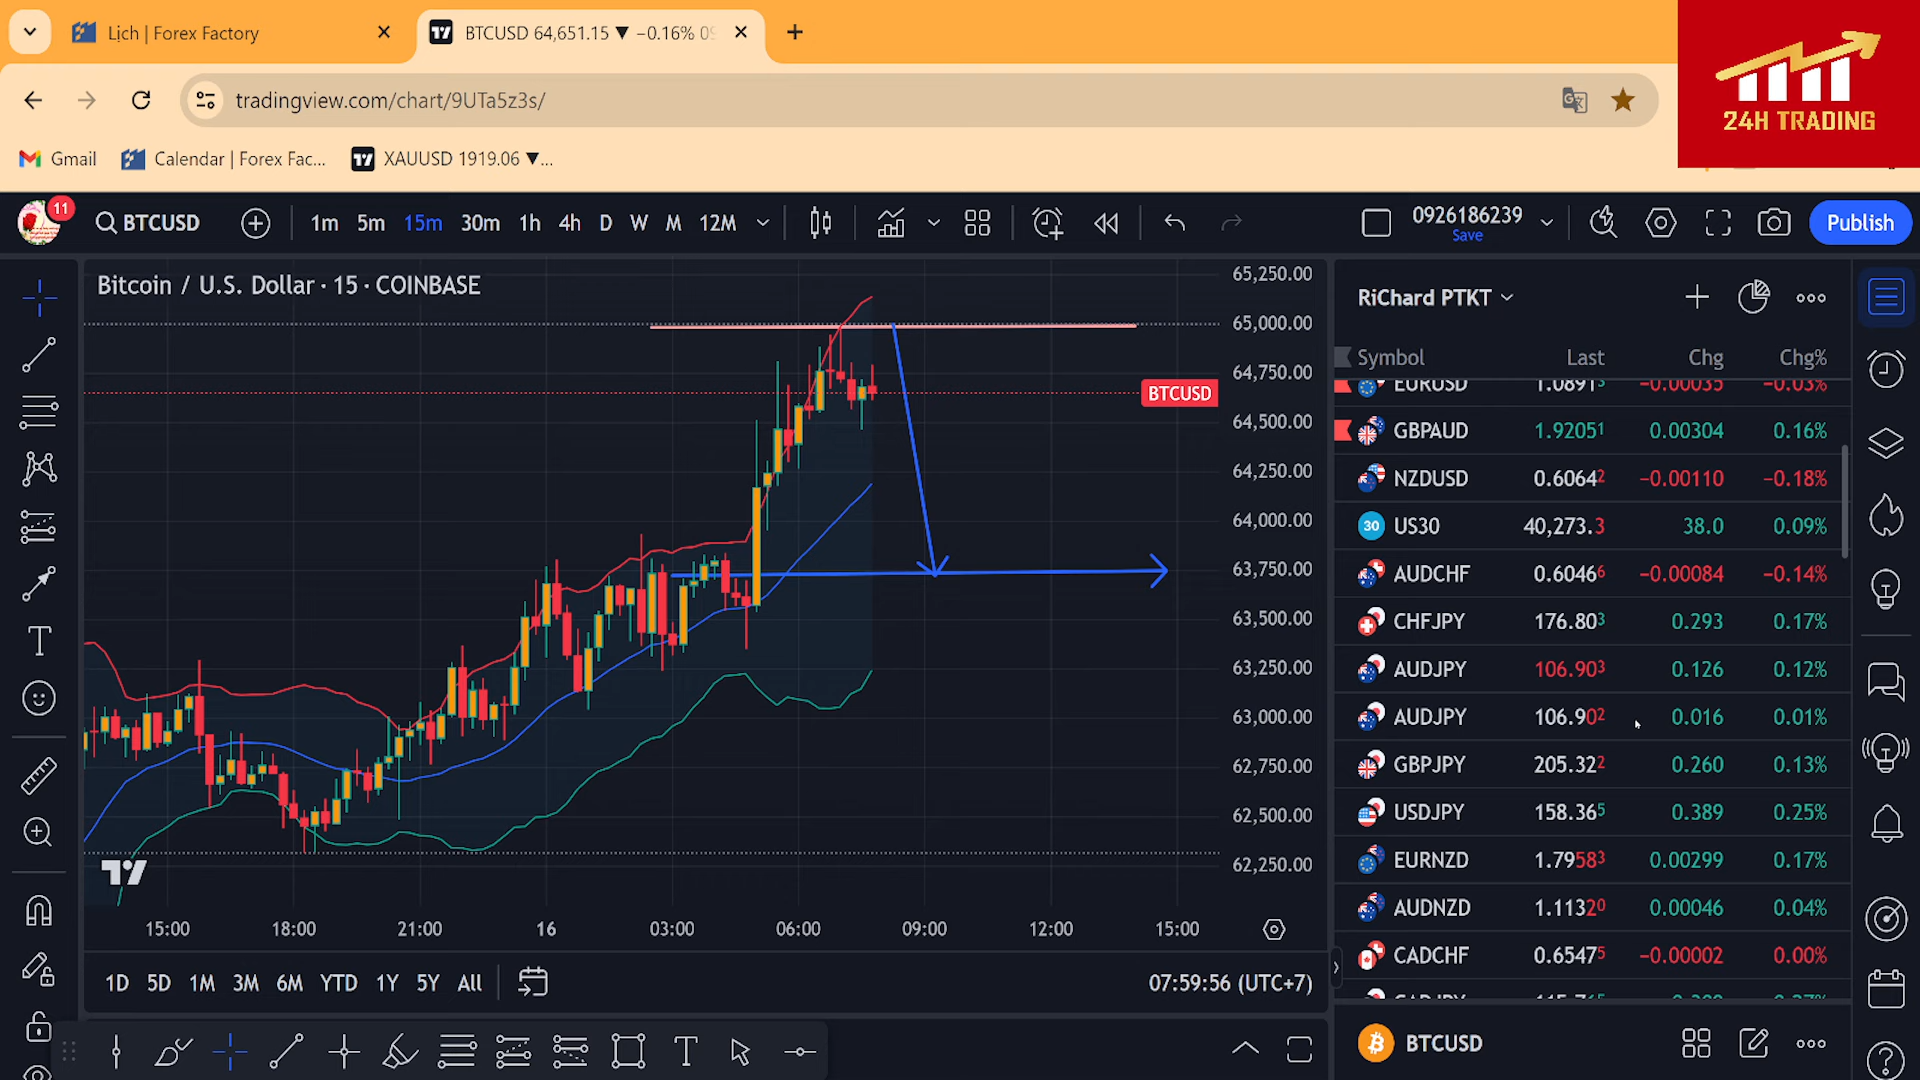 Lịch | Forex Factory
BTCUSD 64,651.15 ▼ −0.16%
24H TRADING
tradingview.com/chart/9UTa5z3s/
Gmail
Calendar | Forex Fac...
XAUUSD 1919.06 ▼...
11
BTCUSD
1m 5m 15m 30m 1h 4h D W M 12M
0926186239
Save
Publish
Bitcoin / U.S. Dollar · 15 · COINBASE
65,250.00
65,000.00
64,750.00
BTCUSD
64,500.00
64,250.00
64,000.00
63,750.00
63,500.00
63,250.00
63,000.00
62,750.00
62,500.00
62,250.00
15:00 18:00 21:00 16 03:00 06:00 09:00 12:00 15:00
1D 5D 1M 3M 6M YTD 1Y 5Y All
07:59:56 (UTC+7)
RiChard PTKT
Symbol Last Chg Chg%
EURUSD 1.08913 −0.00035 −0.03%
GBPAUD 1.92051 0.00304 0.16%
NZDUSD 0.60642 −0.00110 −0.18%
US30 40,273.3 38.0 0.09%
30
AUDCHF 0.60466 −0.00084 −0.14%
CHFJPY 176.803 0.293 0.17%
AUDJPY 106.903 0.126 0.12%
AUDJPY 106.902 0.016 0.01%
GBPJPY 205.322 0.260 0.13%
USDJPY 158.365 0.389 0.25%
EURNZD 1.79583 0.00299 0.17%
AUDNZD 1.11320 0.00046 0.04%
CADCHF 0.65475 −0.00002 0.00%
BTCUSD